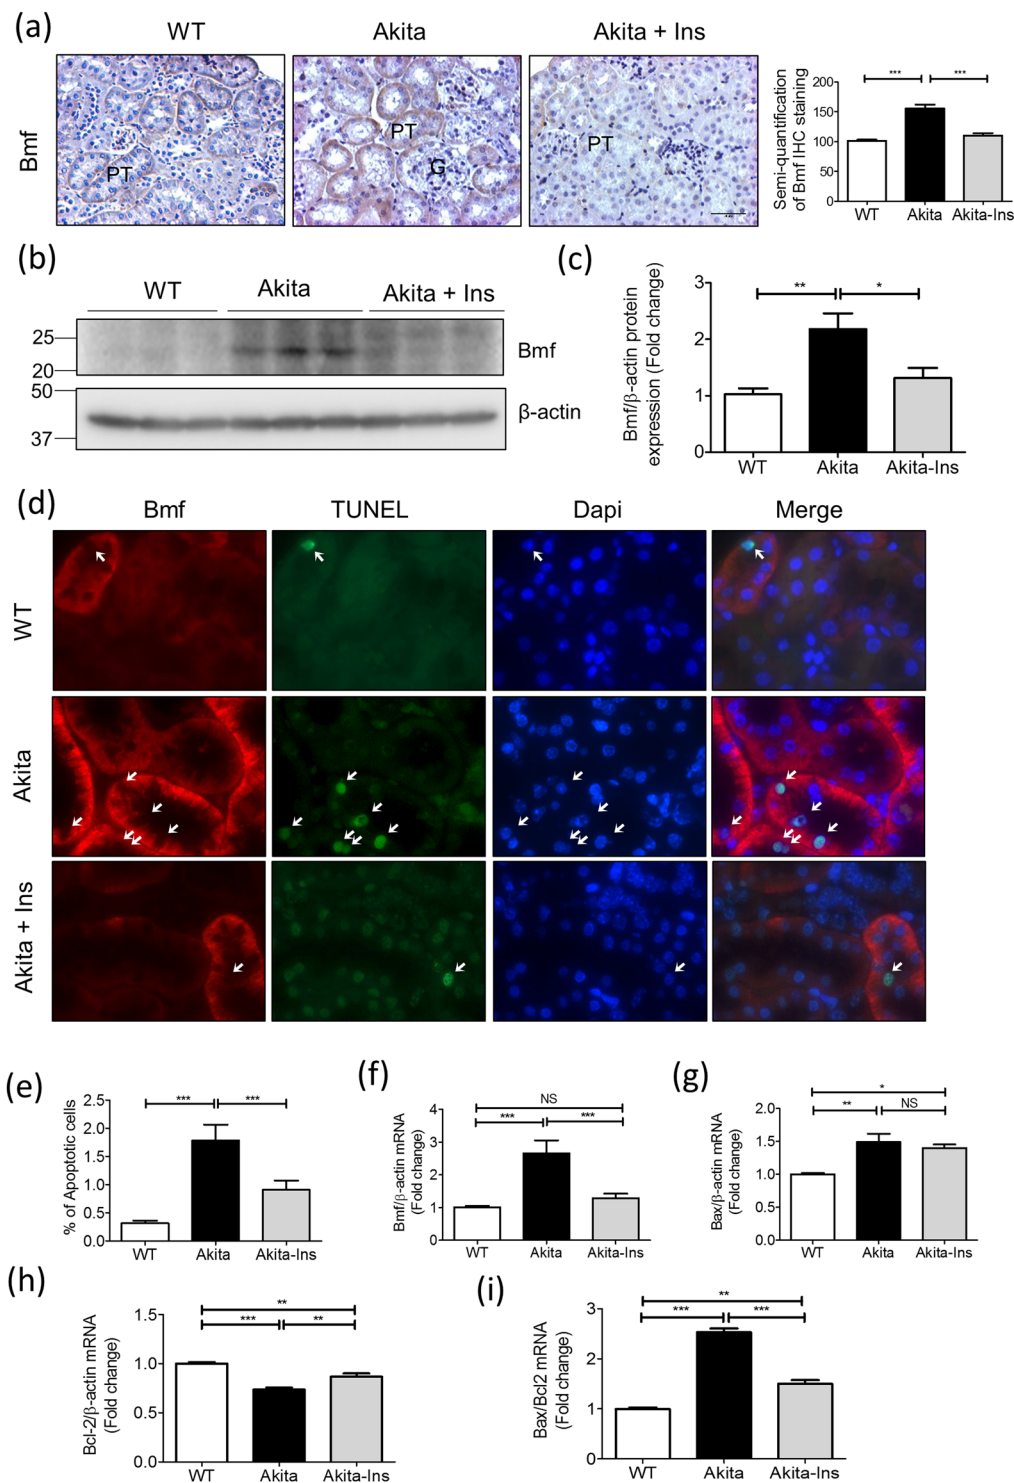 (a)
WT
Akita
Akita + Ins
Bmf
PT
PT
G
PT
Semi-quantification
of Bmf IHC staining
200
150
100
50
0
***
***
WT
Akita
Akita-Ins
(b)
WT
Akita
Akita + Ins
25
20
Bmf
50
37
β-actin
(c)
Bmf/β-actin protein
expression (Fold change)
3
2
1
0
**
*
WT
Akita
Akita-Ins
(d)
Bmf
TUNEL
Dapi
Merge
WT
Akita
Akita + Ins
(e)
% of Apoptotic cells
2.5
2.0
1.5
1.0
0.5
0.0
***
***
WT
Akita
Akita-Ins
(f)
Bmf/β-actin mRNA
(Fold change)
4
3
2
1
0
NS
***
***
WT
Akita
Akita-Ins
(g)
Bax/β-actin mRNA
(Fold change)
2.0
1.5
1.0
0.5
0.0
*
**
NS
WT
Akita
Akita-Ins
(h)
Bcl-2/β-actin mRNA
(Fold change)
1.5
1.0
0.5
0.0
**
***
**
WT
Akita
Akita-Ins
(i)
Bax/Bcl2 mRNA
(Fold change)
3
2
1
0
**
***
***
WT
Akita
Akita-Ins